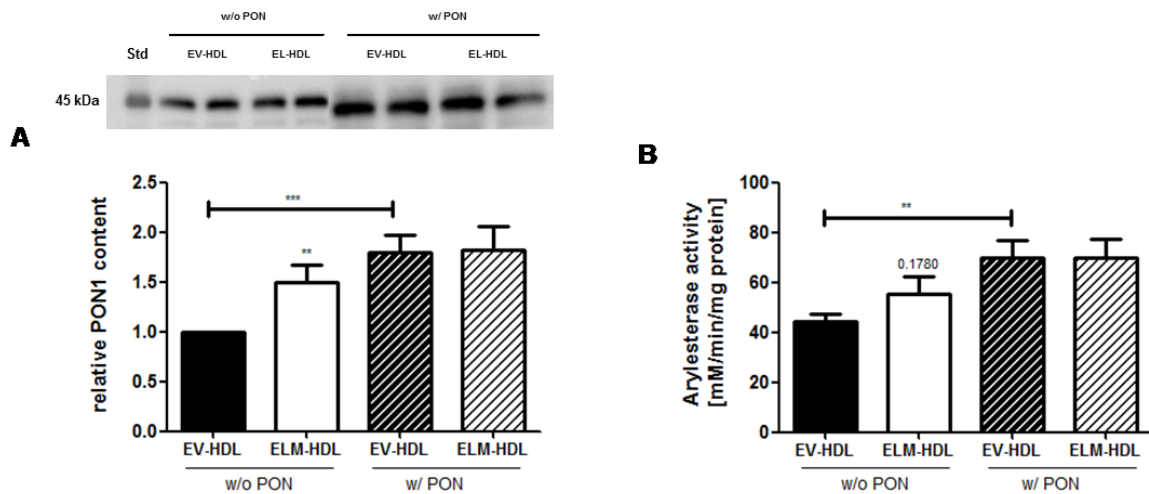 w/o PON w/ PON
Std EV-HDL EL-HDL EV-HDL EL-HDL
45 kDa
A
relative PON1 content
2.5
2.0
1.5
1.0
0.5
0.0
***
**
EV-HDL ELM-HDL EV-HDL ELM-HDL
w/o PON w/ PON
B
Arylesterase activity
[mM/min/mg protein]
100
80
60
40
20
0
**
0.1780
EV-HDL ELM-HDL EV-HDL ELM-HDL
w/o PON w/ PON